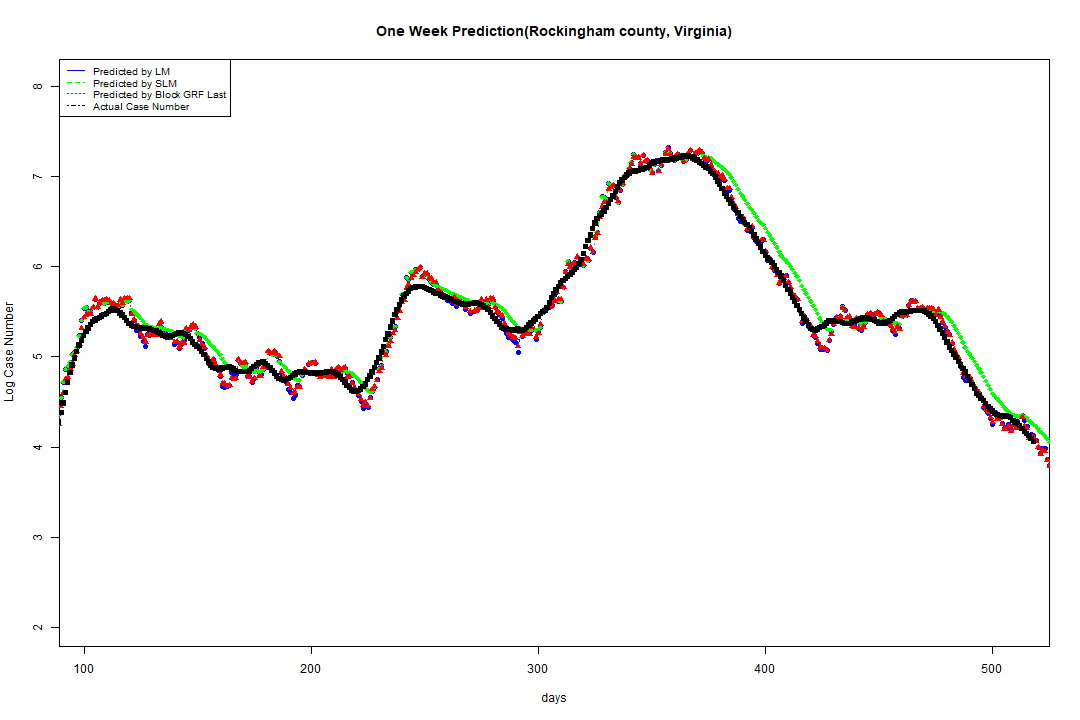 One Week Prediction(Rockingham county, Virginia)
Predicted by LM
Predicted by SLM
Predicted by Block GRF Last
Actual Case Number
8
7
6
5
4
3
2
Log Case Number
100 200 300 400 500
days